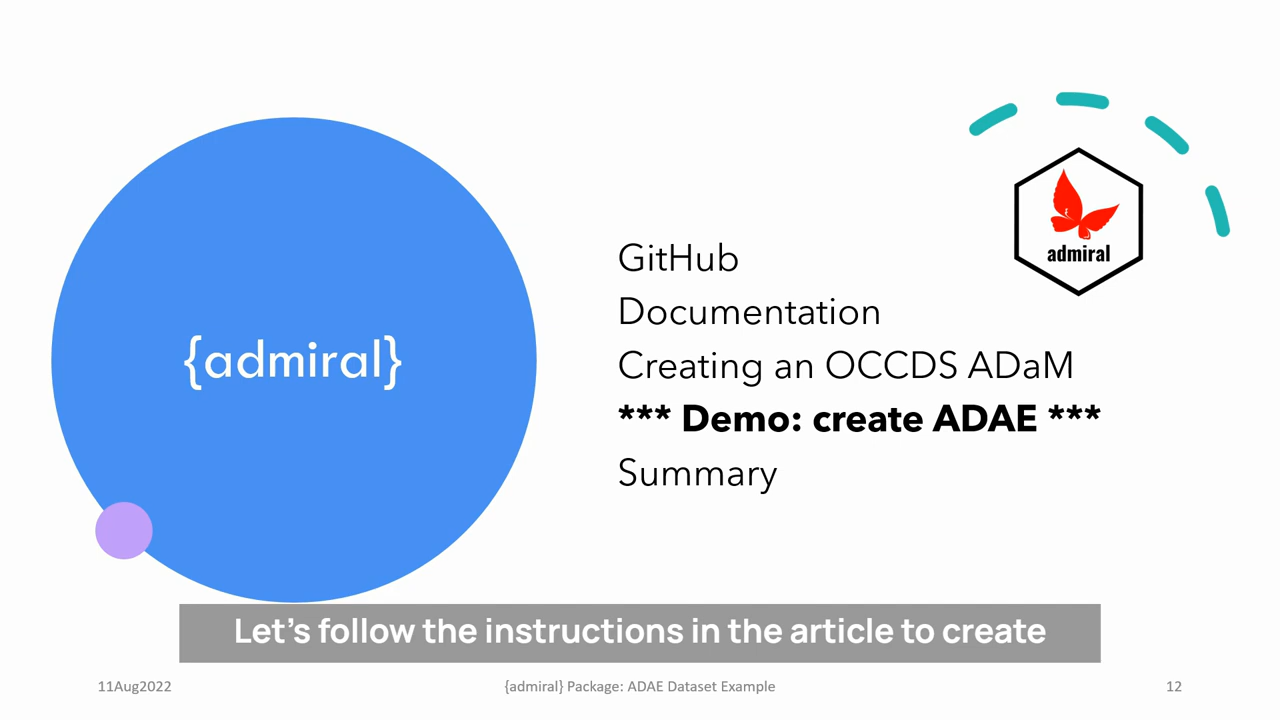 {admiral}
admiral
GitHub
Documentation
Creating an OCCDS ADaM
*** Demo: create ADAE ***
Summary
Let's follow the instructions in the article to create
11Aug2022
{admiral} Package: ADAE Dataset Example
12